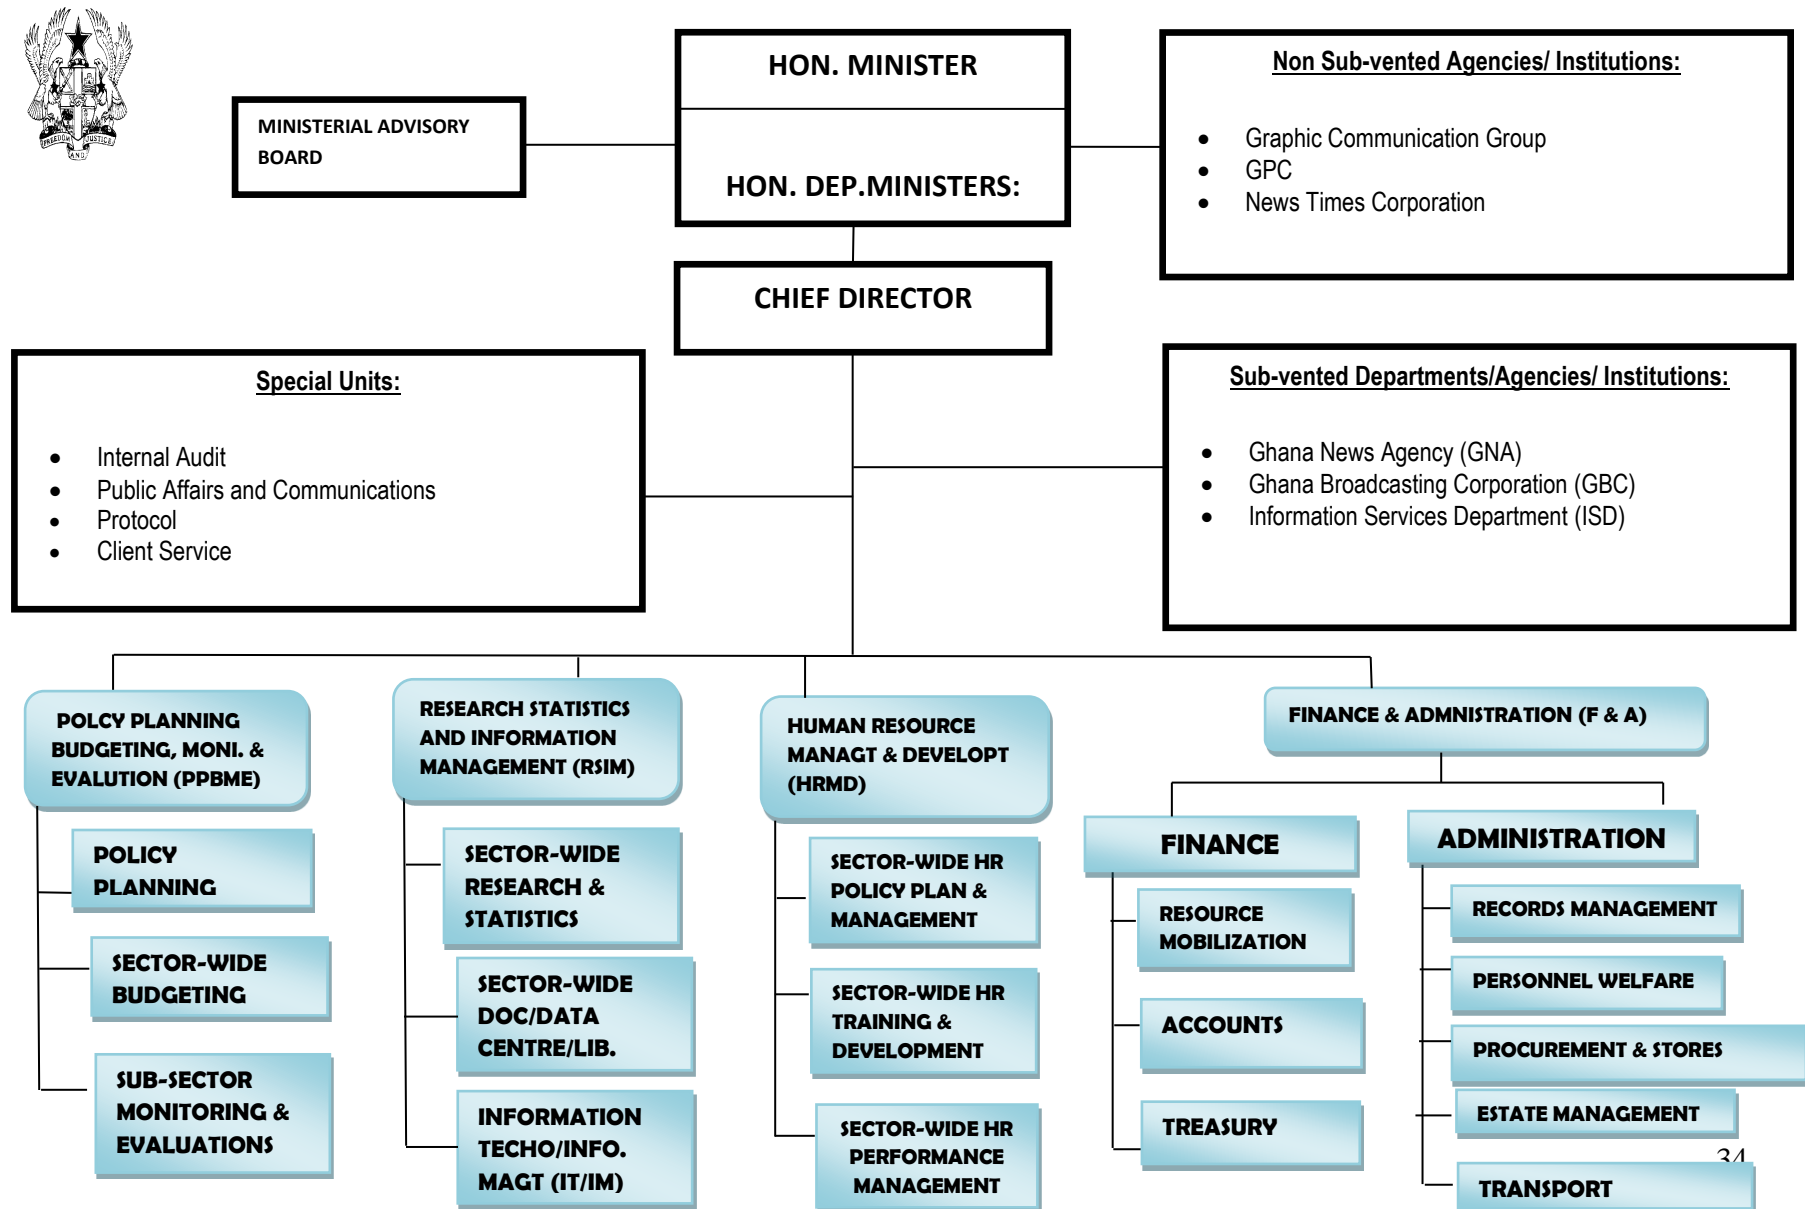 FREEDOM AND JUSTICE
HON. MINISTER
HON. DEP.MINISTERS:
MINISTERIAL ADVISORY
BOARD
Non Sub-vented Agencies/ Institutions:
• Graphic Communication Group
• GPC
• News Times Corporation
CHIEF DIRECTOR
Special Units:
• Internal Audit
• Public Affairs and Communications
• Protocol
• Client Service
Sub-vented Departments/Agencies/ Institutions:
• Ghana News Agency (GNA)
• Ghana Broadcasting Corporation (GBC)
• Information Services Department (ISD)
POLCY PLANNING
BUDGETING, MONI. &
EVALUTION (PPBME)
POLICY
PLANNING
SECTOR-WIDE
BUDGETING
SUB-SECTOR
MONITORING &
EVALUATIONS
RESEARCH STATISTICS
AND INFORMATION
MANAGEMENT (RSIM)
SECTOR-WIDE
RESEARCH &
STATISTICS
SECTOR-WIDE
DOC/DATA
CENTRE/LIB.
INFORMATION
TECHO/INFO.
MAGT (IT/IM)
HUMAN RESOURCE
MANAGT & DEVELOPT
(HRMD)
SECTOR-WIDE HR
POLICY PLAN &
MANAGEMENT
SECTOR-WIDE HR
TRAINING &
DEVELOPMENT
SECTOR-WIDE HR
PERFORMANCE
MANAGEMENT
FINANCE & ADMNISTRATION (F & A)
FINANCE
RESOURCE
MOBILIZATION
ACCOUNTS
TREASURY
ADMINISTRATION
RECORDS MANAGEMENT
PERSONNEL WELFARE
PROCUREMENT & STORES
ESTATE MANAGEMENT
TRANSPORT
34